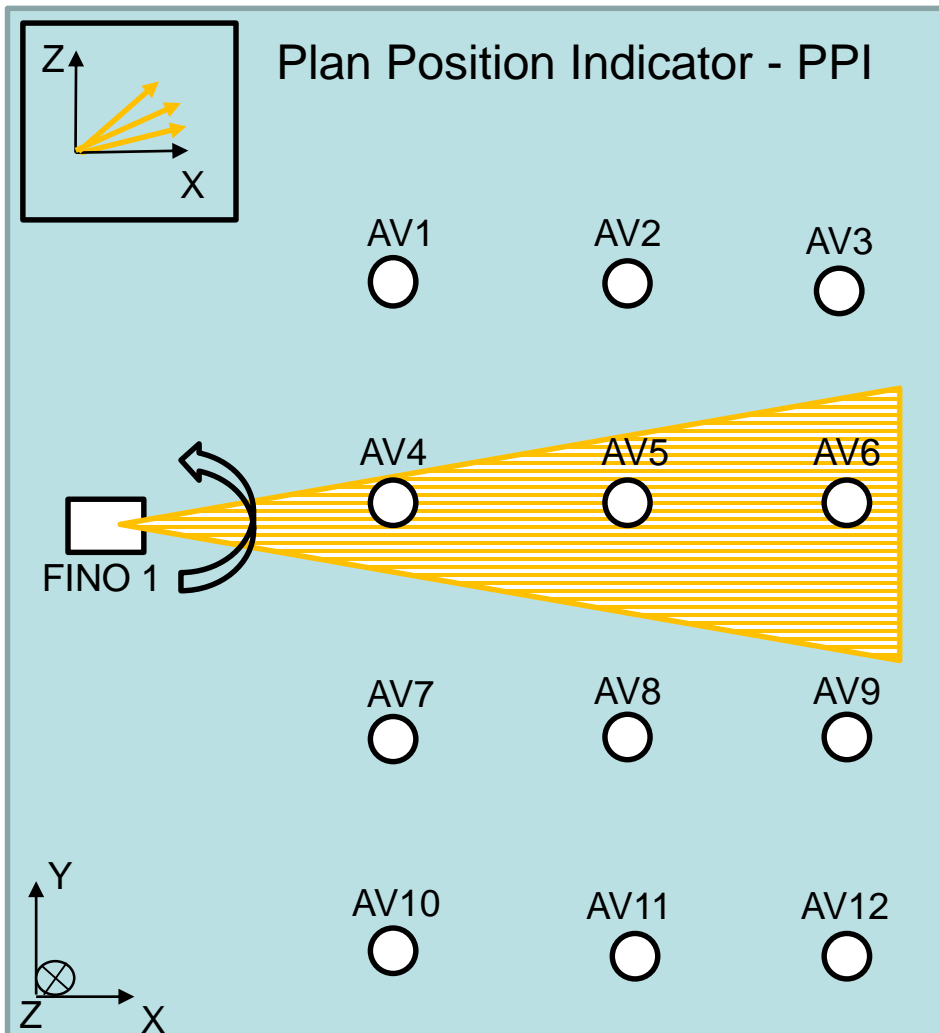 Plan Position Indicator - PPI
Z
X
AV1 AV2 AV3
AV4 AV5 AV6
FINO 1
AV7 AV8 AV9
AV10 AV11 AV12
Y
Z
X